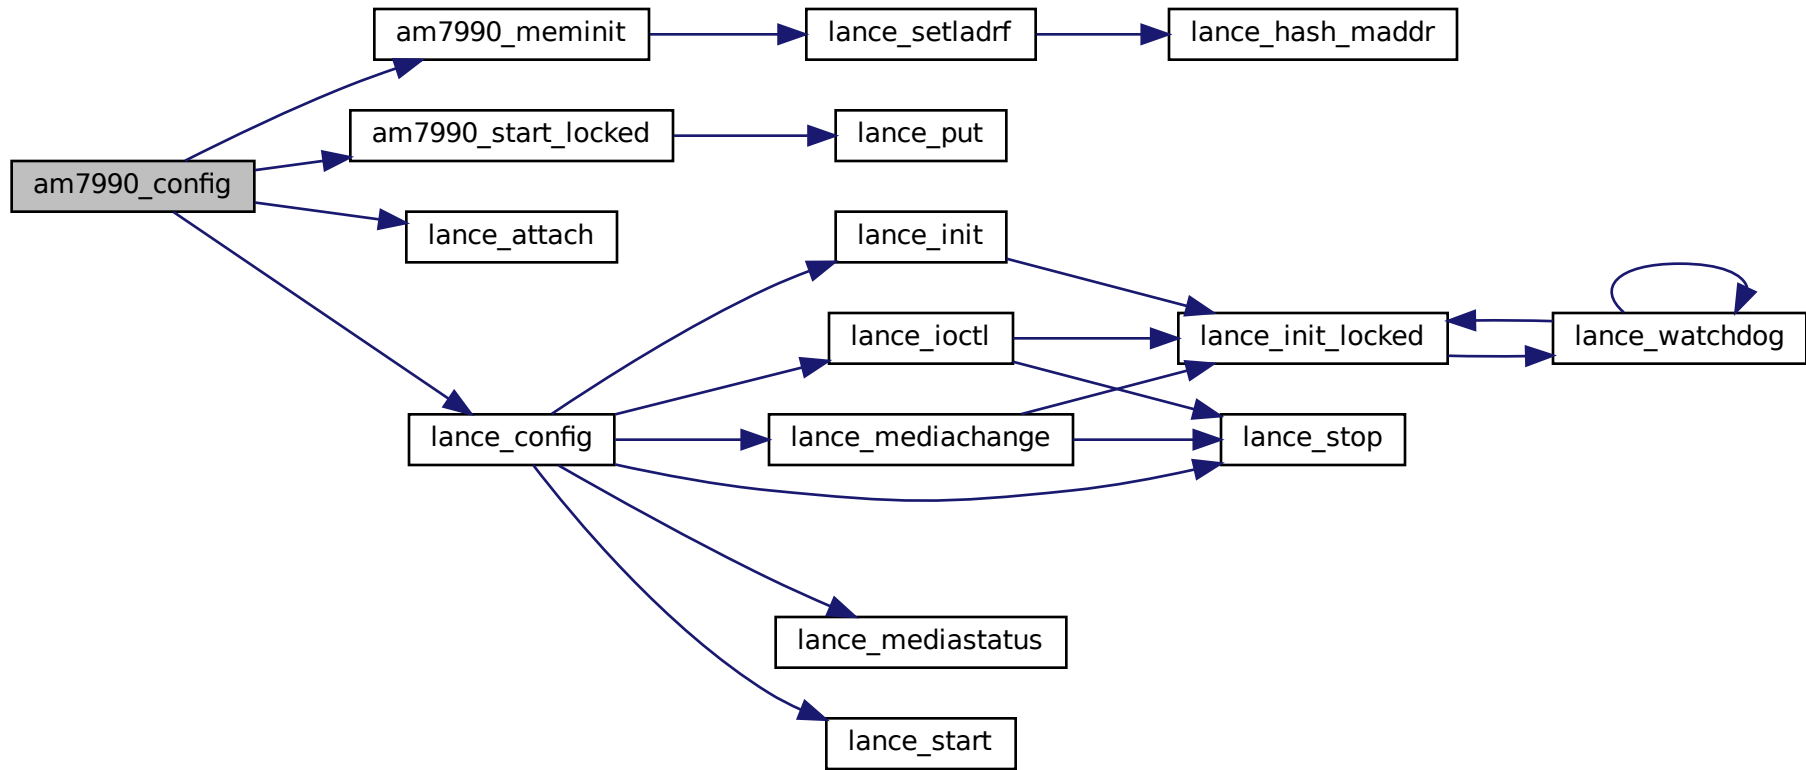 am7990_config
am7990_meminit
lance_setladrf
lance_hash_maddr
am7990_start_locked
lance_put
lance_attach
lance_config
lance_init
lance_ioctl
lance_init_locked
lance_watchdog
lance_mediachange
lance_stop
lance_mediastatus
lance_start